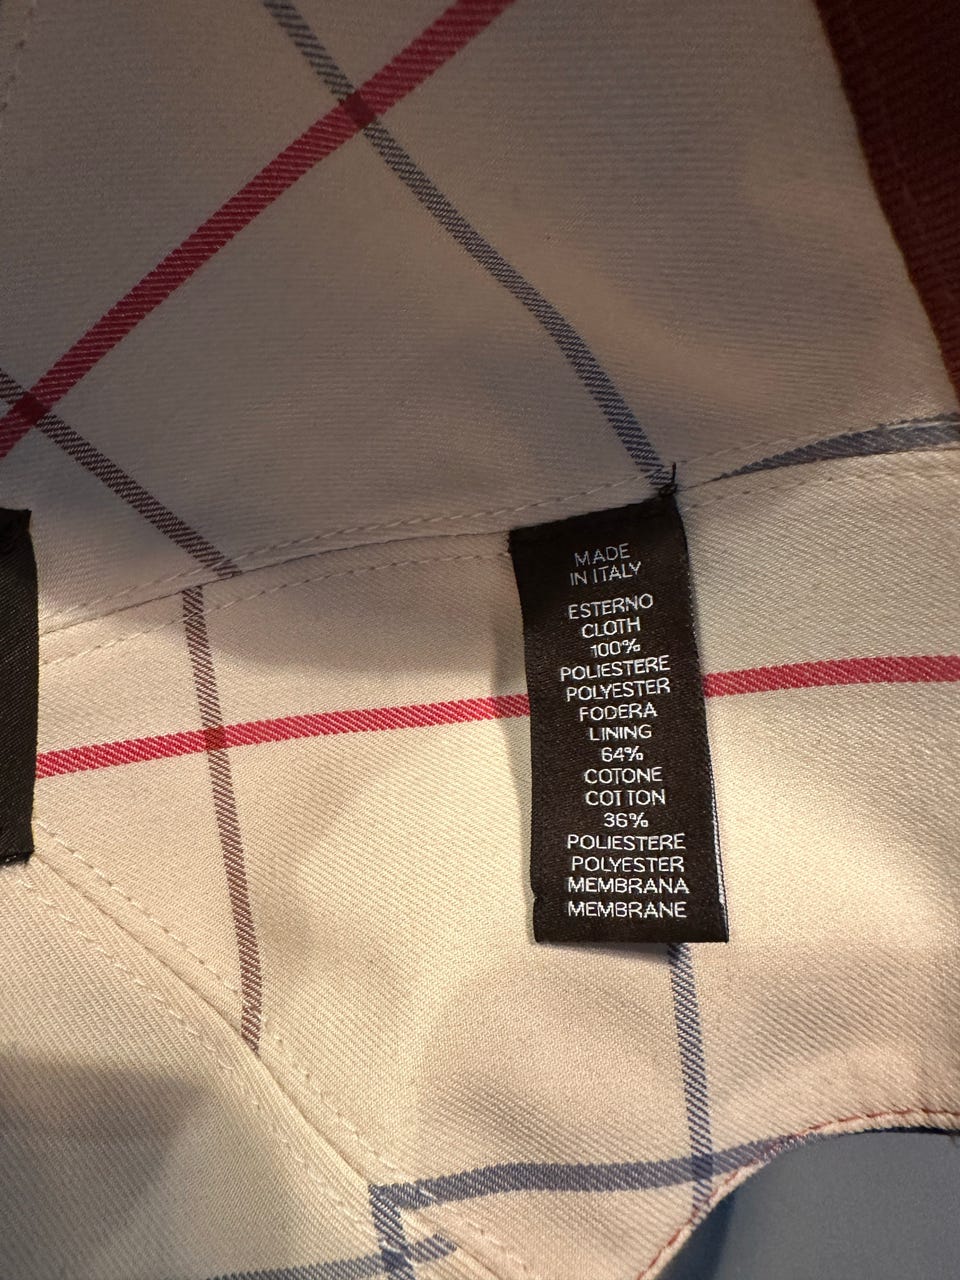 MADE
IN ITALY
ESTERNO
CLOTH
100%
POLIESTERE
POLYESTER
FODERA
LINING
64%
COTONE
COTTON
36%
POLIESTERE
POLYESTER
MEMBRANA
MEMBRANE